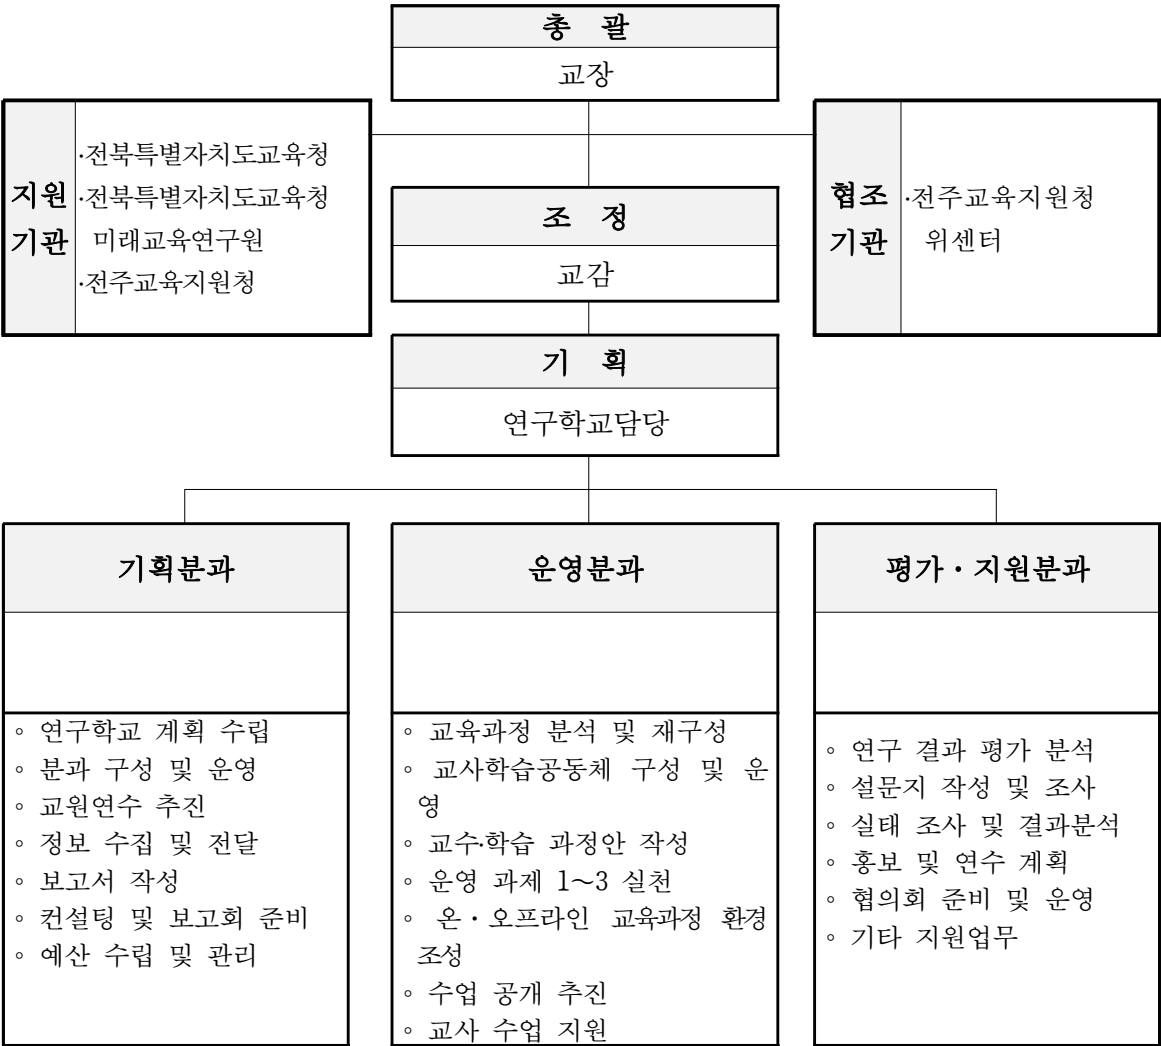 총 괄
교장
지원
기관
·전북특별자치도교육청
·전북특별자치도교육청
미래교육연구원
·전주교육지원청
협조
기관
·전주교육지원청
위센터
조 정
교감
기 획
연구학교담당
기획분과
◦ 연구학교 계획 수립
◦ 분과 구성 및 운영
◦ 교원연수 추진
◦ 정보 수집 및 전달
◦ 보고서 작성
◦ 컨설팅 및 보고회 준비
◦ 예산 수립 및 관리
운영분과
◦ 교육과정 분석 및 재구성
◦ 교사학습공동체 구성 및 운
영
◦ 교수·학습 과정안 작성
◦ 운영 과제 1~3 실천
◦ 온·오프라인 교육과정 환경
조성
◦ 수업 공개 추진
◦ 교사 수업 지원
평가·지원분과
◦ 연구 결과 평가 분석
◦ 설문지 작성 및 조사
◦ 실태 조사 및 결과분석
◦ 홍보 및 연수 계획
◦ 협의회 준비 및 운영
◦ 기타 지원업무